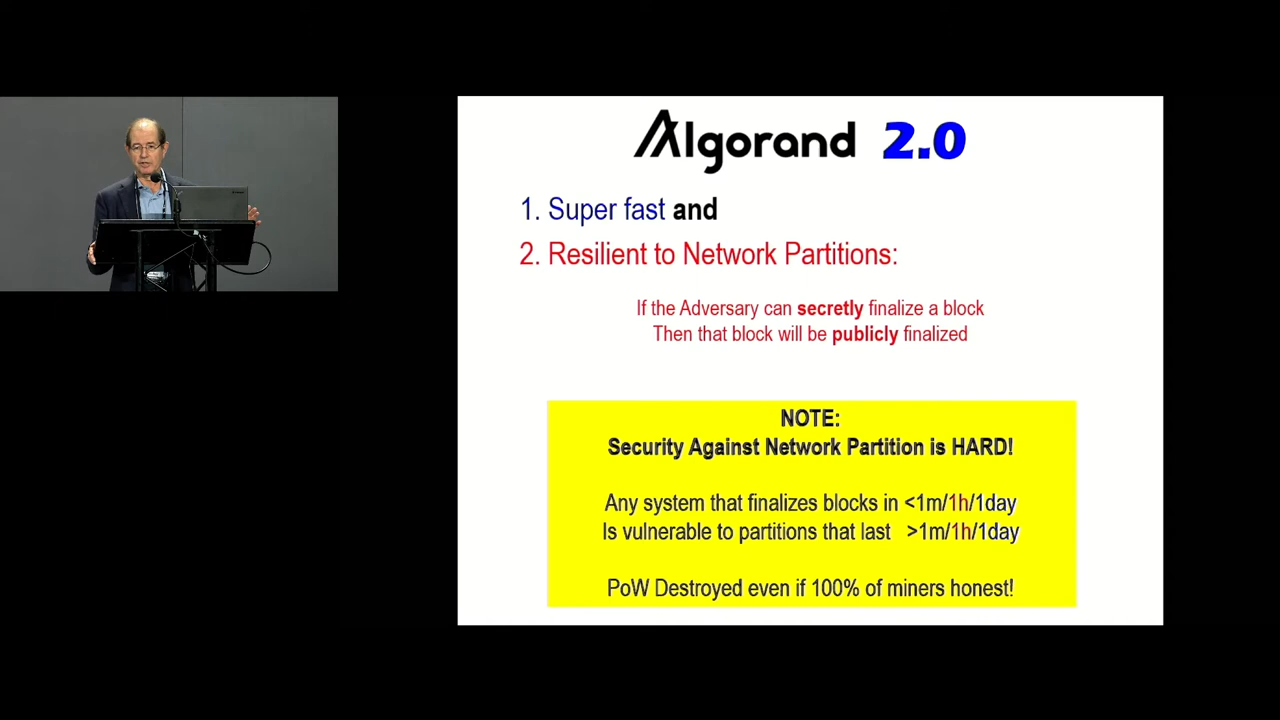 Algorand 2.0
1. Super fast and
2. Resilient to Network Partitions:
If the Adversary can secretly finalize a block
Then that block will be publicly finalized
NOTE:
Security Against Network Partition is HARD!
Any system that finalizes blocks in <1m/1h/1day
Is vulnerable to partitions that last >1m/1h/1day
PoW Destroyed even if 100% of miners honest!